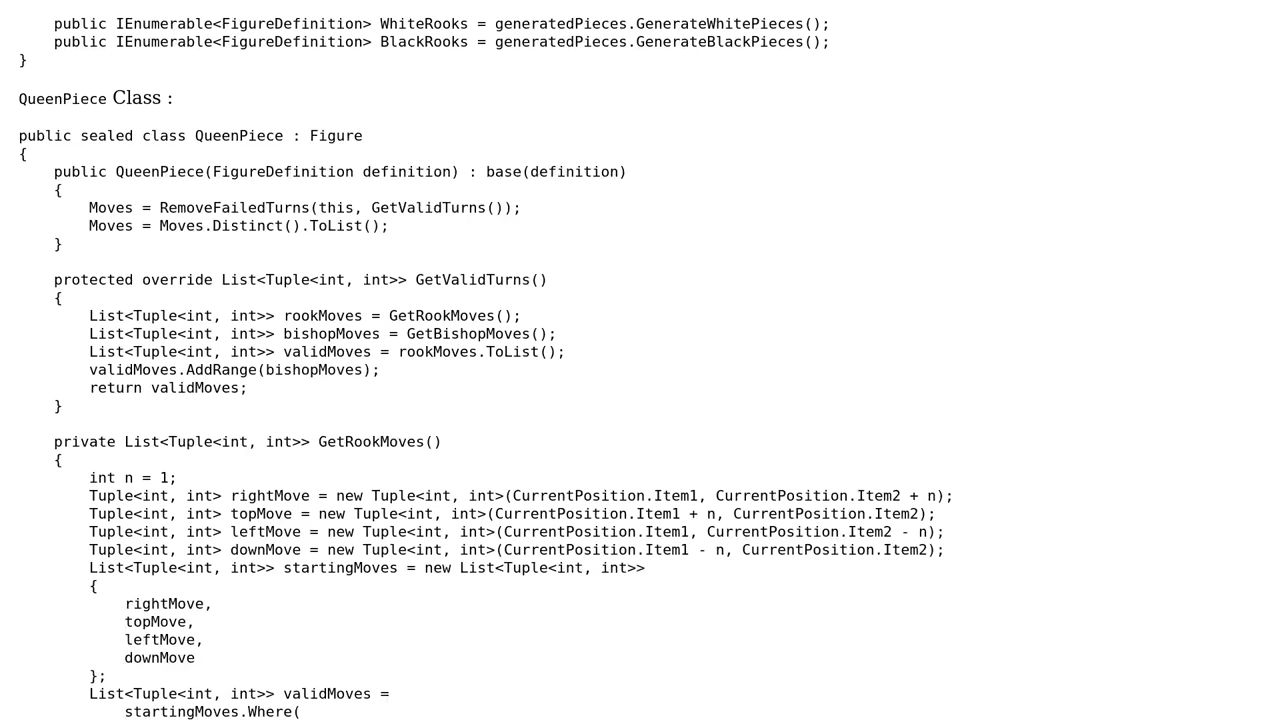 public IEnumerable<FigureDefinition> WhiteRooks = generatedPieces.GenerateWhitePieces();
public IEnumerable<FigureDefinition> BlackRooks = generatedPieces.GenerateBlackPieces();
}
QueenPiece Class :
public sealed class QueenPiece : Figure
{
public QueenPiece(FigureDefinition definition) : base(definition)
{
Moves = RemoveFailedTurns(this, GetValidTurns());
Moves = Moves.Distinct().ToList();
}
protected override List<Tuple<int, int>> GetValidTurns()
{
List<Tuple<int, int>> rookMoves = GetRookMoves();
List<Tuple<int, int>> bishopMoves = GetBishopMoves();
List<Tuple<int, int>> validMoves = rookMoves.ToList();
validMoves.AddRange(bishopMoves);
return validMoves;
}
private List<Tuple<int, int>> GetRookMoves()
{
int n = 1;
Tuple<int, int> rightMove = new Tuple<int, int>(CurrentPosition.Item1, CurrentPosition.Item2 + n);
Tuple<int, int> topMove = new Tuple<int, int>(CurrentPosition.Item1 + n, CurrentPosition.Item2);
Tuple<int, int> leftMove = new Tuple<int, int>(CurrentPosition.Item1, CurrentPosition.Item2 - n);
Tuple<int, int> downMove = new Tuple<int, int>(CurrentPosition.Item1 - n, CurrentPosition.Item2);
List<Tuple<int, int>> startingMoves = new List<Tuple<int, int>>
{
rightMove,
topMove,
leftMove,
downMove
};
List<Tuple<int, int>> validMoves =
startingMoves.Where(